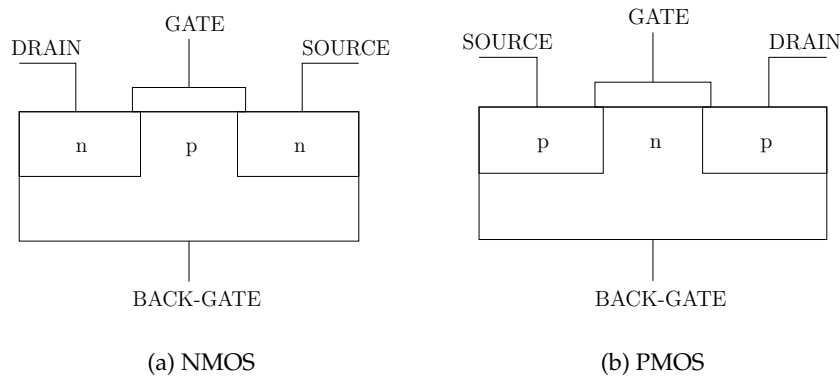 GATE
DRAIN
SOURCE
n
p
n
BACK-GATE
(a) NMOS
GATE
SOURCE
DRAIN
p
n
p
BACK-GATE
(b) PMOS